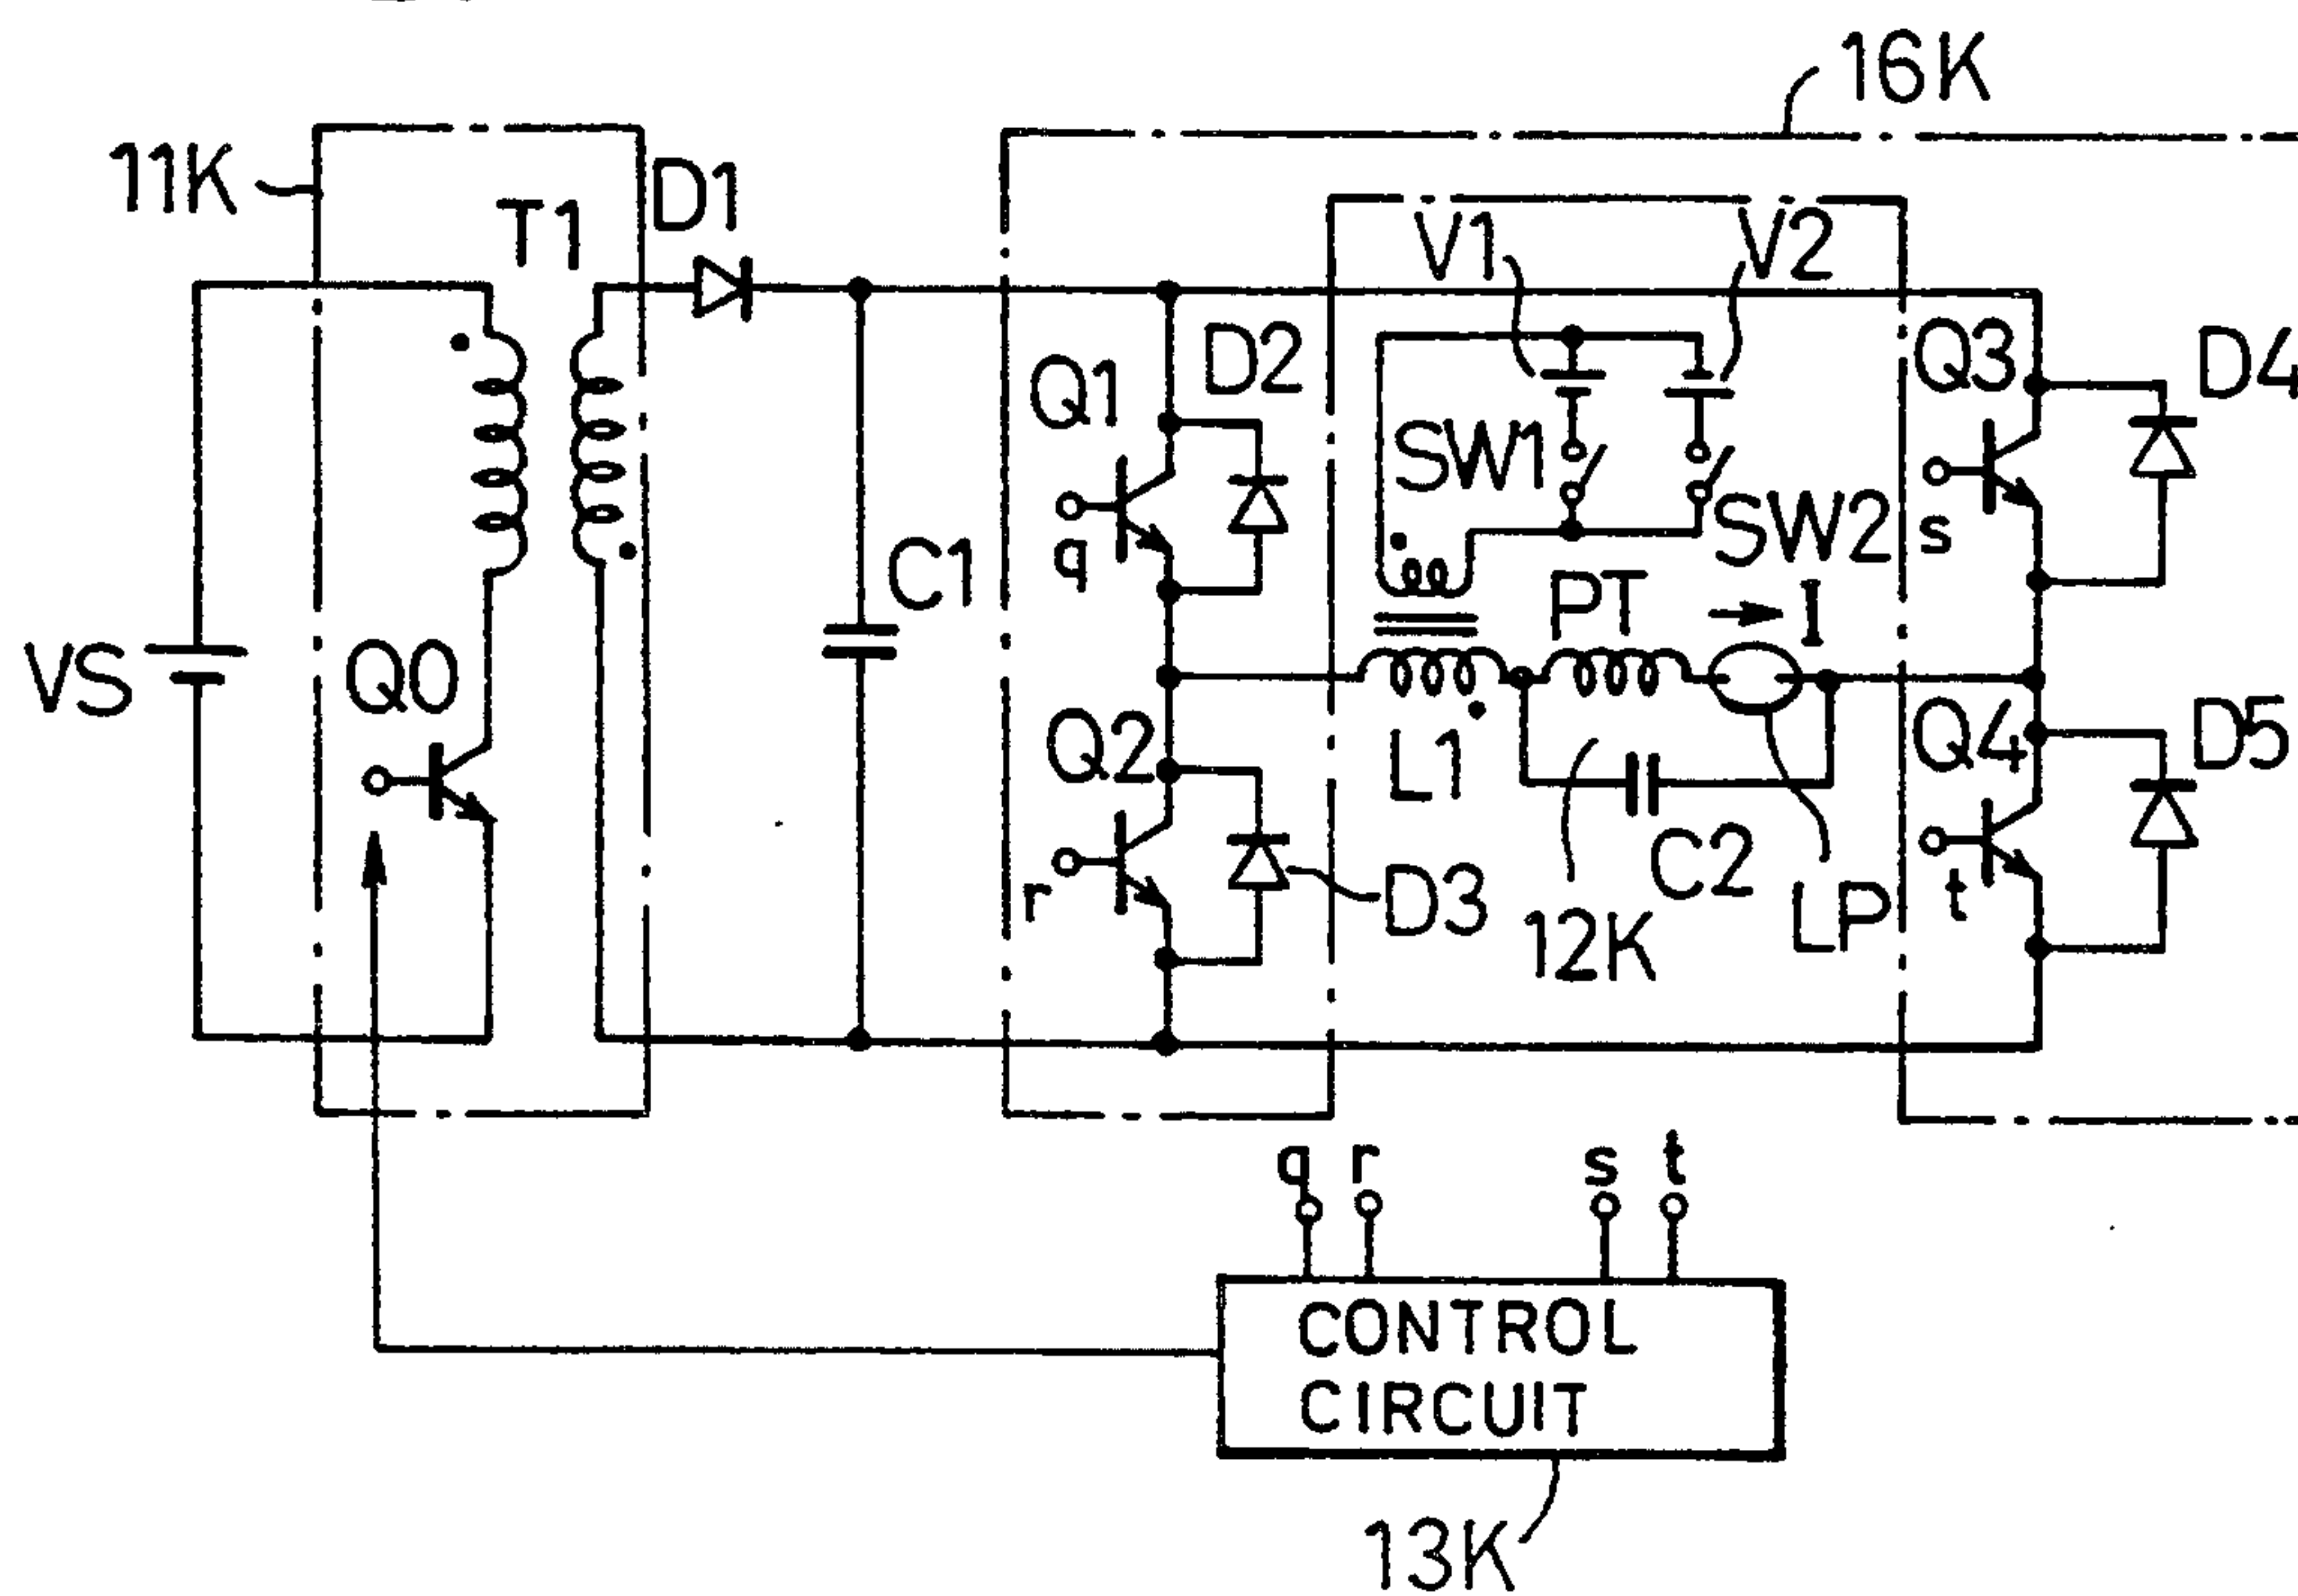 16K
11K
D1
T1
V1
V2
Q3
D4
D2
Q1
SW1
SW2
s
q
C1
PT
I
VS
Q0
Q2
L1
Q4
D5
C2
r
D3
12K
LP
t
q r s t
CONTROL
CIRCUIT
13K